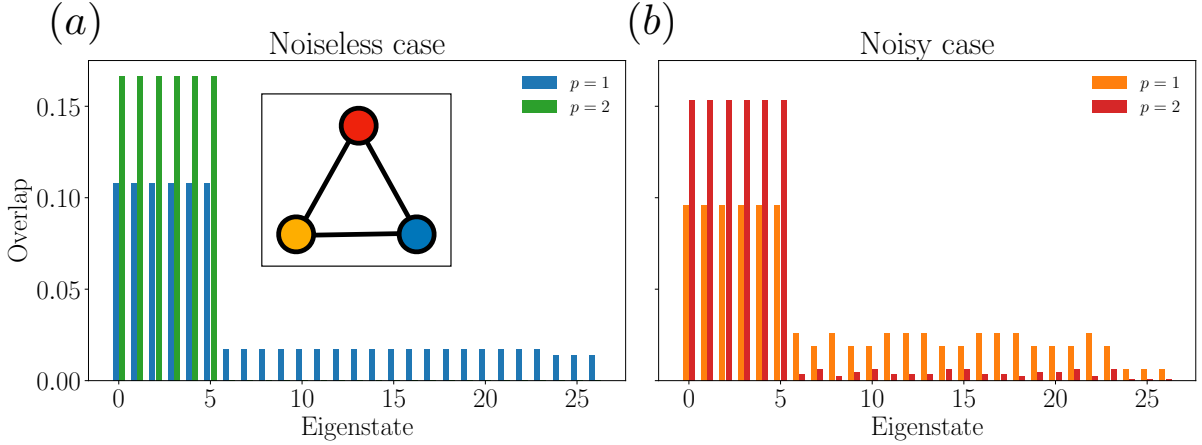 (a)
Noiseless case
p = 1
p = 2
Overlap
0.15
0.10
0.05
0.00
0 5 10 15 20 25
Eigenstate
(b)
Noisy case
p = 1
p = 2
0 5 10 15 20 25
Eigenstate